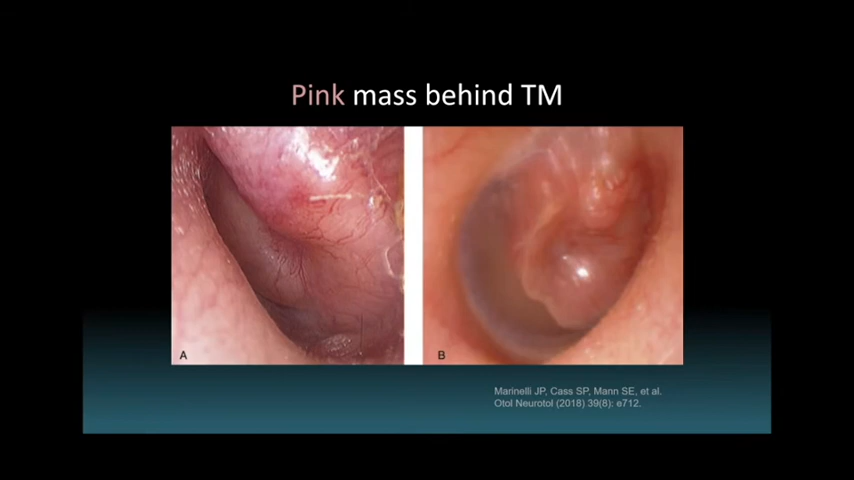 Pink mass behind TM
A
B
Marinelli JP, Cass SP, Mann SE, et al.
Otol Neurotol (2018) 39(8): e712.